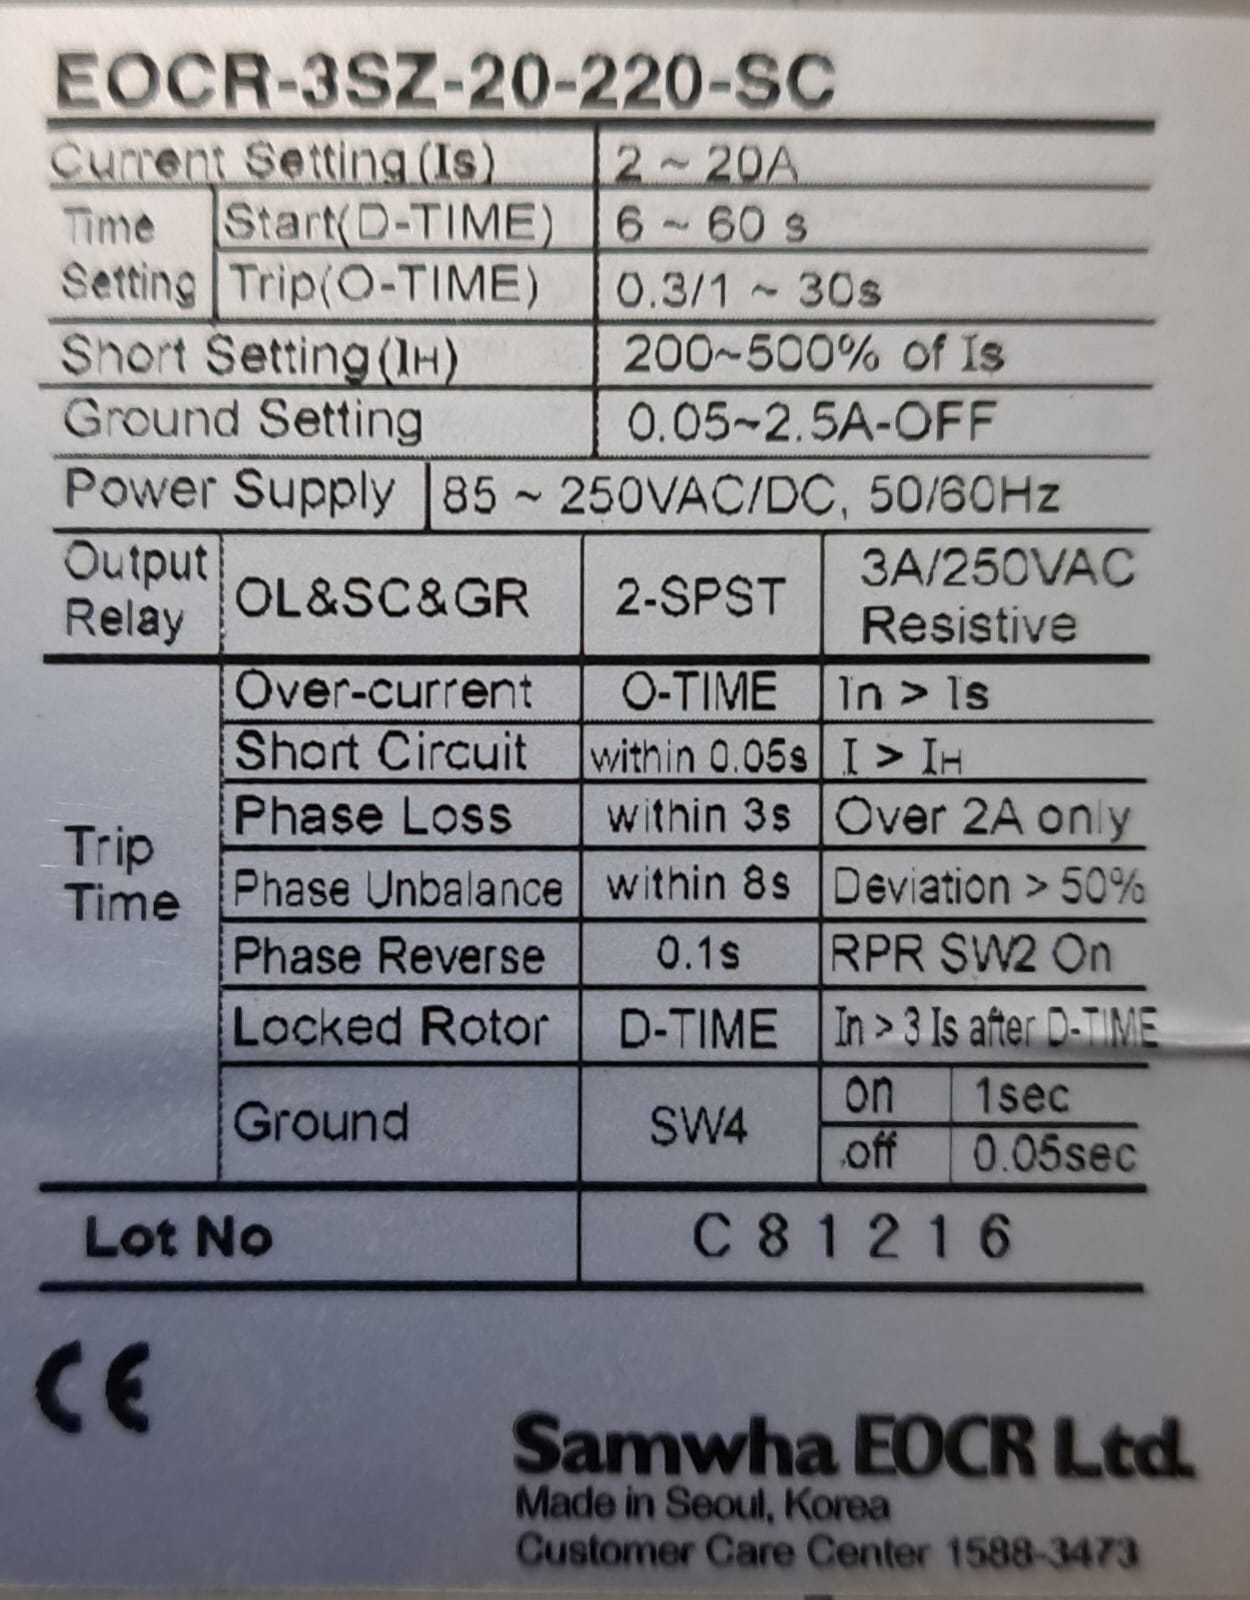 EOCR-3SZ-20-220-SC
Current Setting (Is) 2 ~ 20A
Time Setting Start(D-TIME) 6 ~ 60 s
Trip(O-TIME) 0.3/1 ~ 30s
Short Setting (IH) 200~500% of Is
Ground Setting 0.05~2.5A-OFF
Power Supply 85 ~ 250VAC/DC, 50/60Hz
Output Relay OL&SC&GR 2-SPST 3A/250VAC Resistive
Trip Time
Over-current O-TIME In > Is
Short Circuit within 0.05s I > IH
Phase Loss within 3s Over 2A only
Phase Unbalance within 8s Deviation > 50%
Phase Reverse 0.1s RPR SW2 On
Locked Rotor D-TIME In > 3 Is after D-TIME
Ground SW4 on 1sec
off 0.05sec
Lot No C81216
CE
Samwha EOCR Ltd.
Made in Seoul, Korea
Customer Care Center 1588-3473